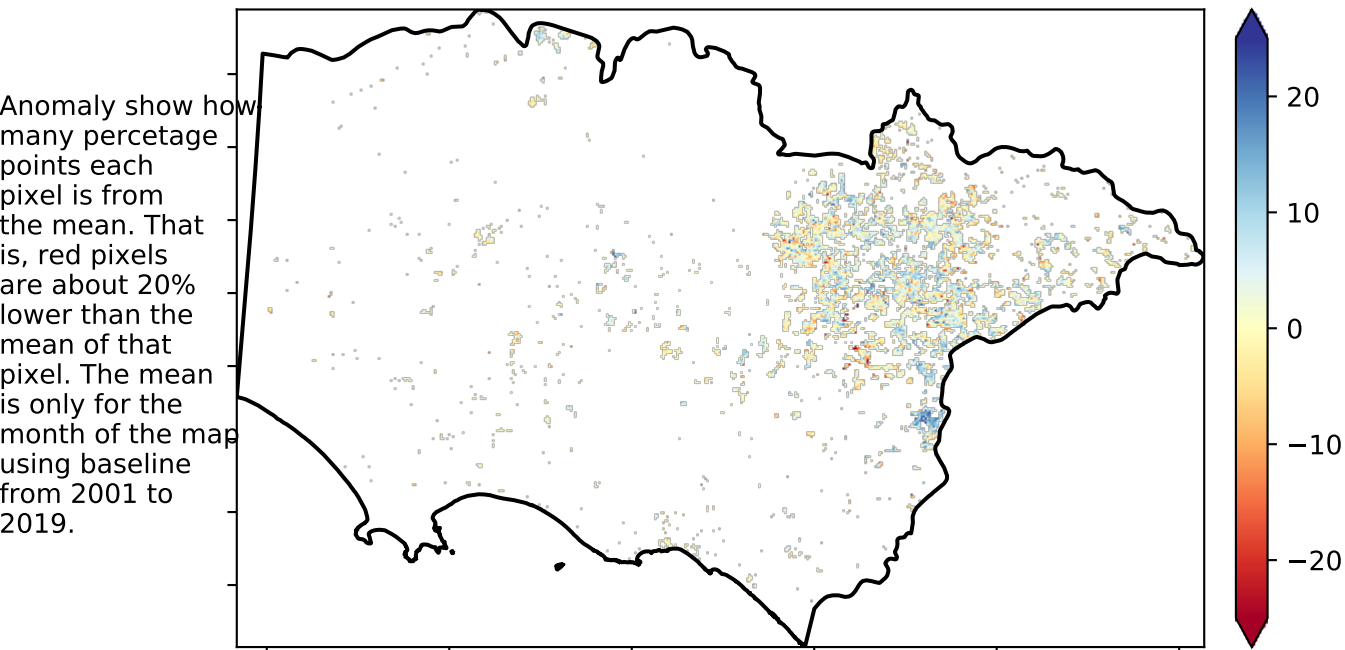 Anomaly show how
many percetage
points each
pixel is from
the mean. That
is, red pixels
are about 20%
lower than the
mean of that
pixel. The mean
is only for the
month of the map
using baseline
from 2001 to
2019.
20
10
0
−10
−20